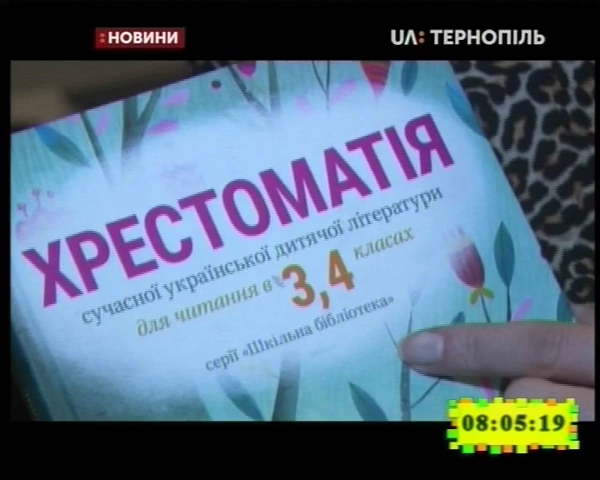 :НОВИНИ
UA: ТЕРНОПІЛЬ
ХРЕСТОМАТІЯ
сучасної української дитячої літератури
для читання в 3,4 класах
серії «Шкільна бібліотека»
08:05:19